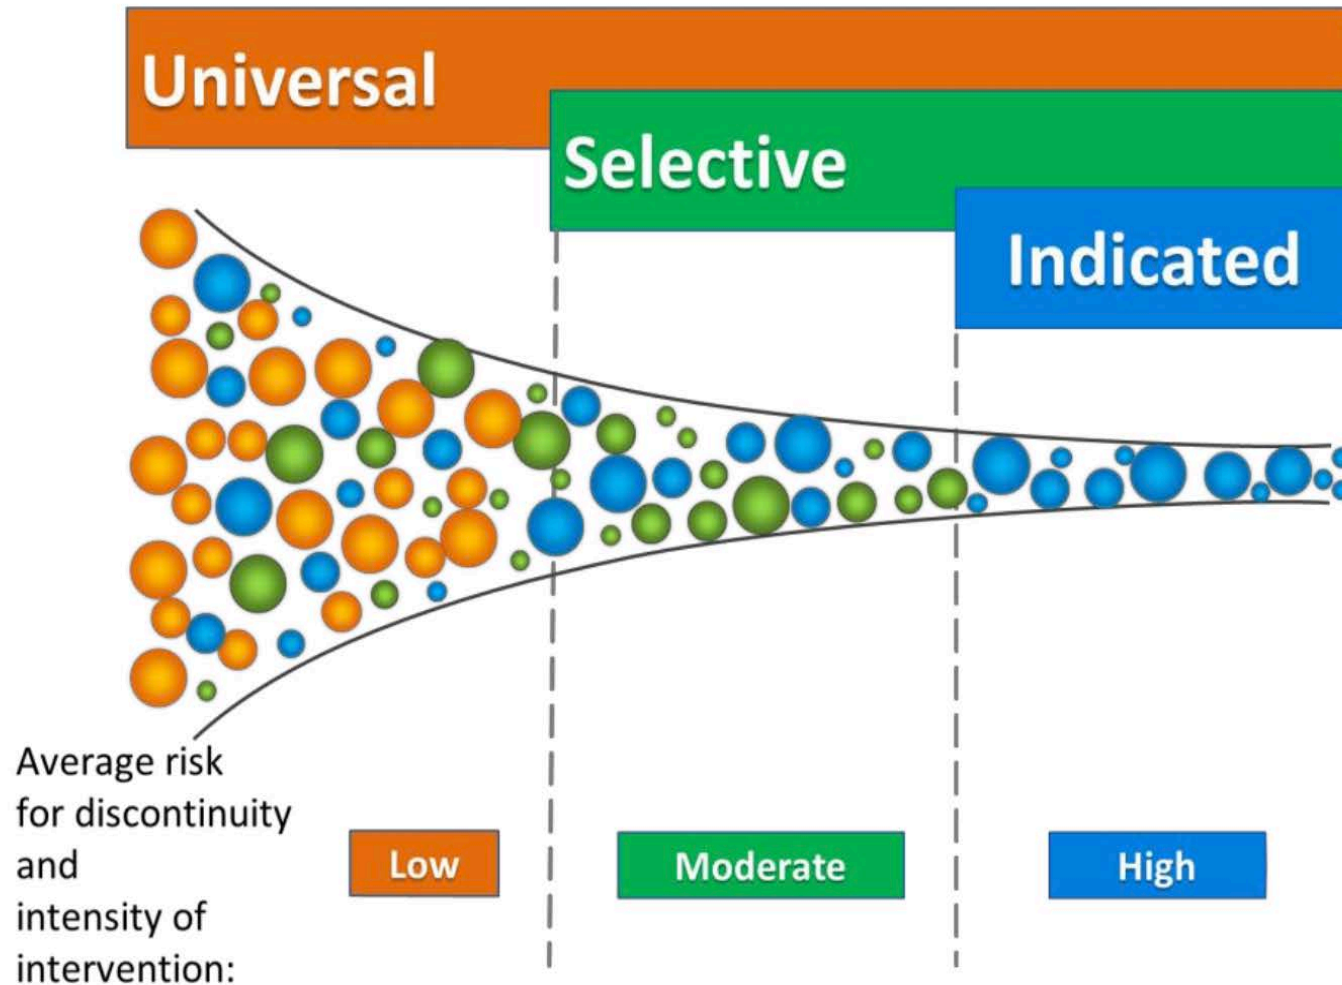 Universal
Selective
Indicated
Average risk
for discontinuity
and
intensity of
intervention:
Low
Moderate
High